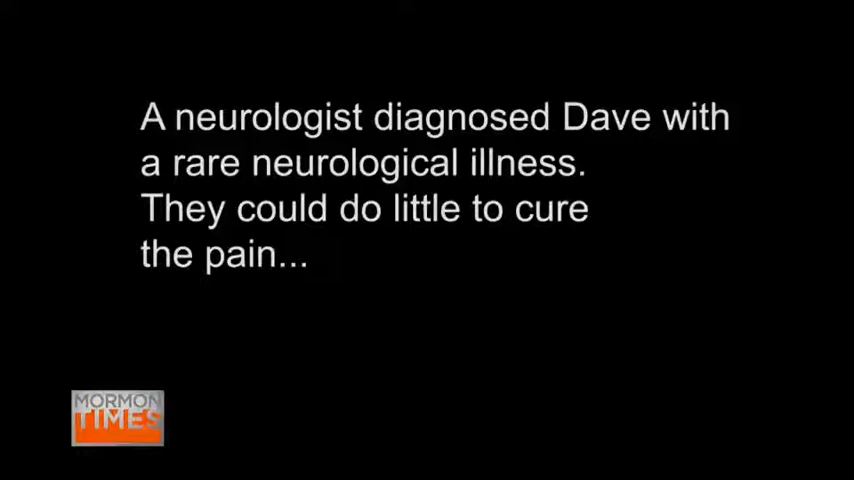 A neurologist diagnosed Dave with
a rare neurological illness.
They could do little to cure
the pain...
MORMON
TIMES